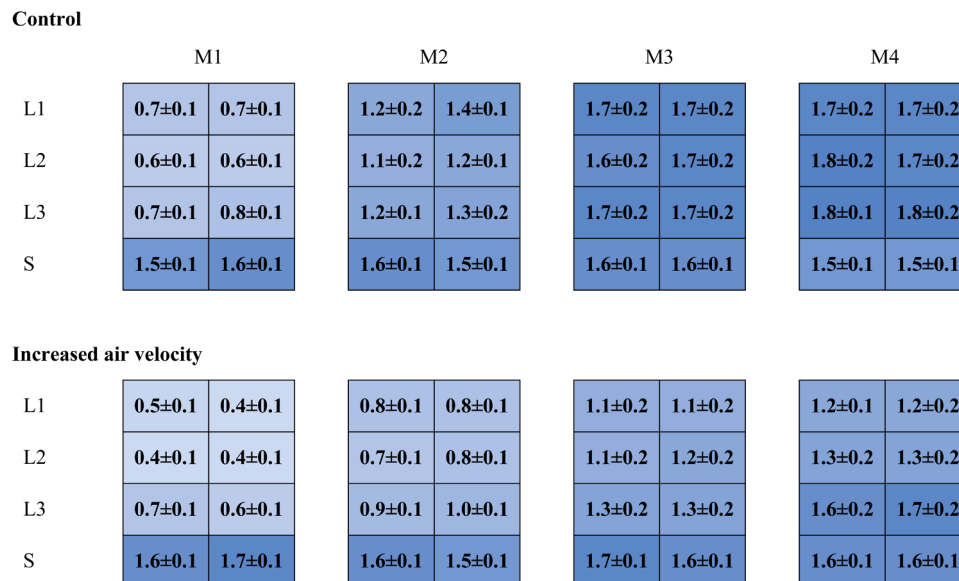 Control
M1 M2 M3 M4
L1 0.7±0.1 0.7±0.1 1.2±0.2 1.4±0.1 1.7±0.2 1.7±0.2 1.7±0.2 1.7±0.2
L2 0.6±0.1 0.6±0.1 1.1±0.2 1.2±0.1 1.6±0.2 1.7±0.2 1.8±0.2 1.7±0.2
L3 0.7±0.1 0.8±0.1 1.2±0.1 1.3±0.2 1.7±0.2 1.7±0.2 1.8±0.1 1.8±0.2
S 1.5±0.1 1.6±0.1 1.6±0.1 1.5±0.1 1.6±0.1 1.6±0.1 1.5±0.1 1.5±0.1
Increased air velocity
L1 0.5±0.1 0.4±0.1 0.8±0.1 0.8±0.1 1.1±0.2 1.1±0.2 1.2±0.1 1.2±0.2
L2 0.4±0.1 0.4±0.1 0.7±0.1 0.8±0.1 1.1±0.2 1.2±0.2 1.3±0.2 1.3±0.2
L3 0.7±0.1 0.6±0.1 0.9±0.1 1.0±0.1 1.3±0.2 1.3±0.2 1.6±0.2 1.7±0.2
S 1.6±0.1 1.7±0.1 1.6±0.1 1.5±0.1 1.7±0.1 1.6±0.1 1.6±0.1 1.6±0.1